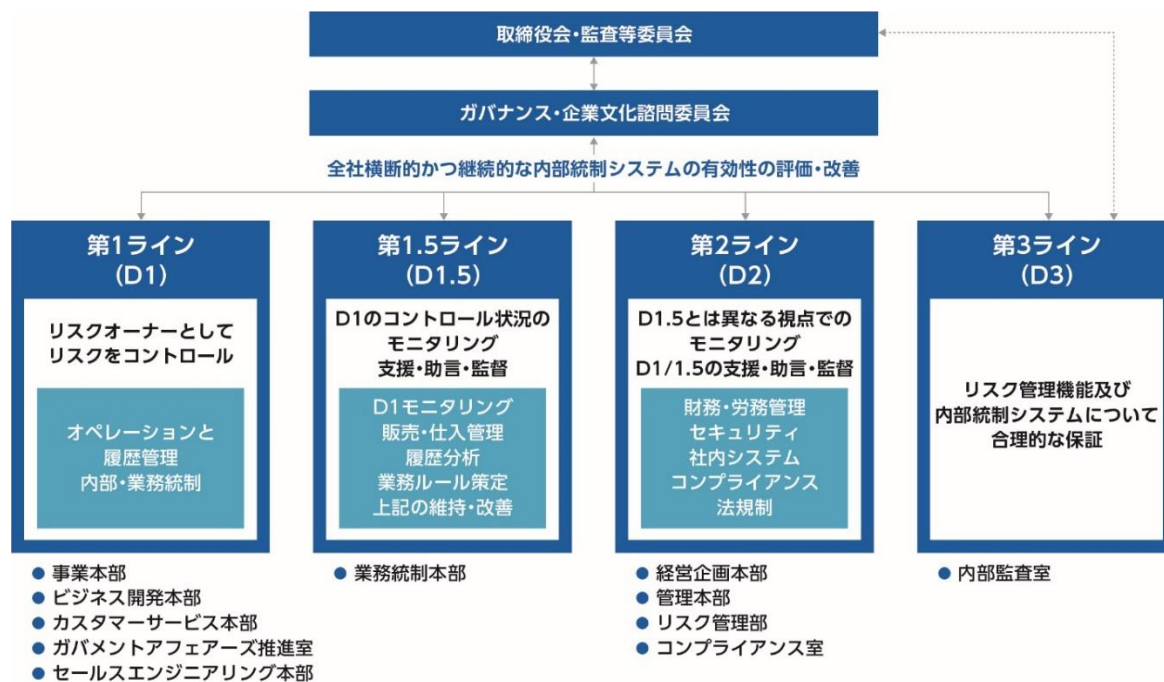 取締役会・監査等委員会
ガバナンス・企業文化諮問委員会
全社横断的かつ継続的な内部統制システムの有効性の評価・改善
第1ライン
（D1）
リスクオーナーとして
リスクをコントロール
オペレーションと
履歴管理
内部・業務統制
● 事業本部
● ビジネス開発本部
● カスタマーサービス本部
● ガバメントアフェアーズ推進室
● セールスエンジニアリング本部
第1.5ライン
（D1.5）
D1のコントロール状況の
モニタリング
支援・助言・監督
D1モニタリング
販売・仕入管理
履歴分析
業務ルール策定
上記の維持・改善
● 業務統制本部
第2ライン
（D2）
D1.5とは異なる視点での
モニタリング
D1/1.5の支援・助言・監督
財務・労務管理
セキュリティ
社内システム
コンプライアンス
法規制
● 経営企画本部
● 管理本部
● リスク管理部
● コンプライアンス室
第3ライン
（D3）
リスク管理機能及び
内部統制システムについて
合理的な保証
● 内部監査室